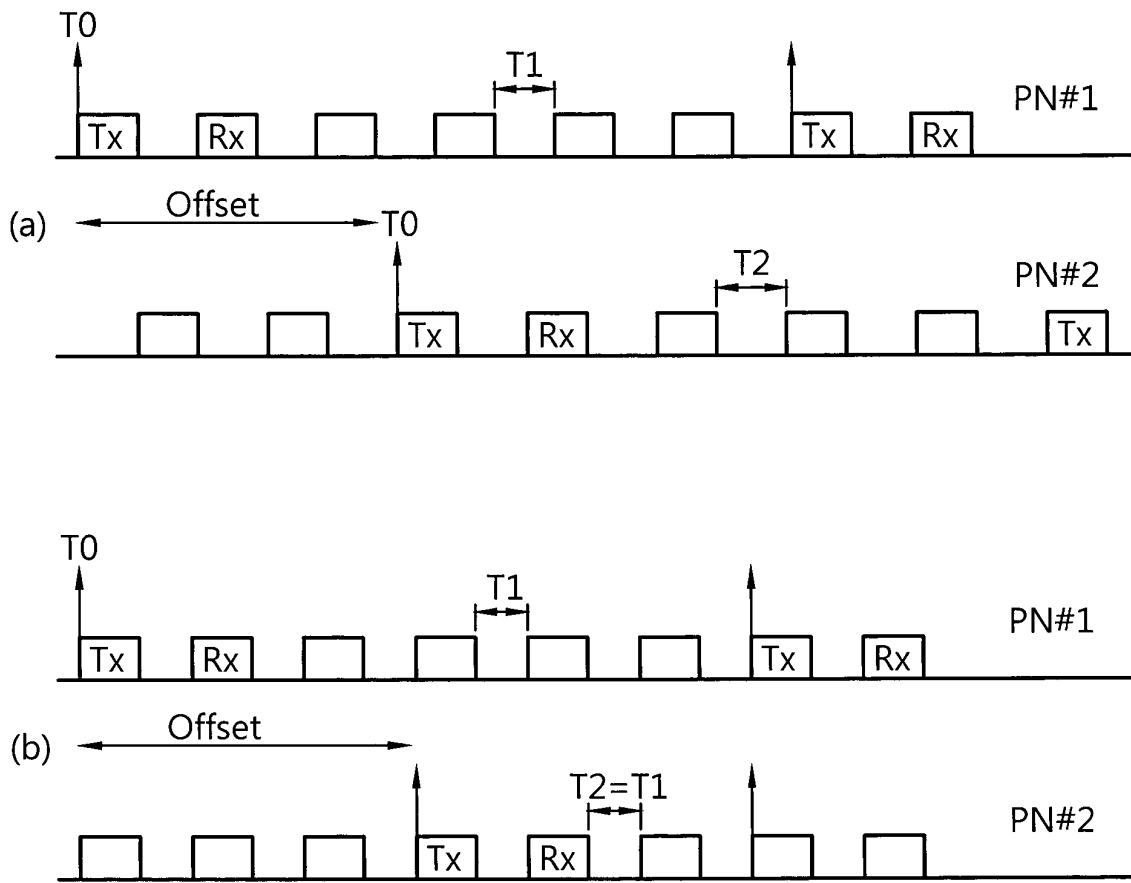 T0
T1
PN#1
Tx Rx Tx Rx
(a)
Offset
T0
T2
PN#2
Tx Rx Tx
T0
T1
PN#1
Tx Rx Tx Rx
(b)
Offset
T2=T1
PN#2
Tx Rx